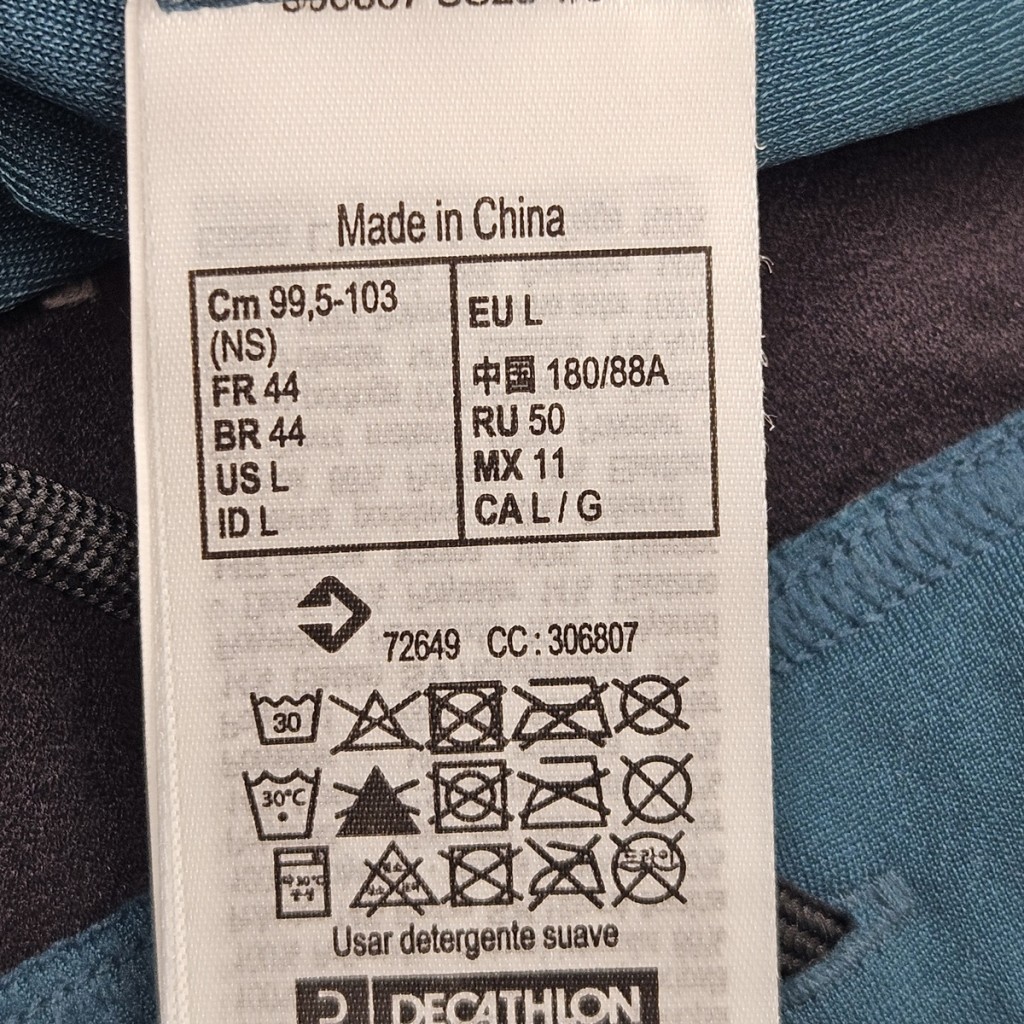 Made in China
Cm 99,5-103
(NS)
FR 44
BR 44
US L
ID L
EU L
中国 180/88A
RU 50
MX 11
CA L / G
72649 CC : 306807
30
30°C
드라이
Usar detergente suave
DECATHLON